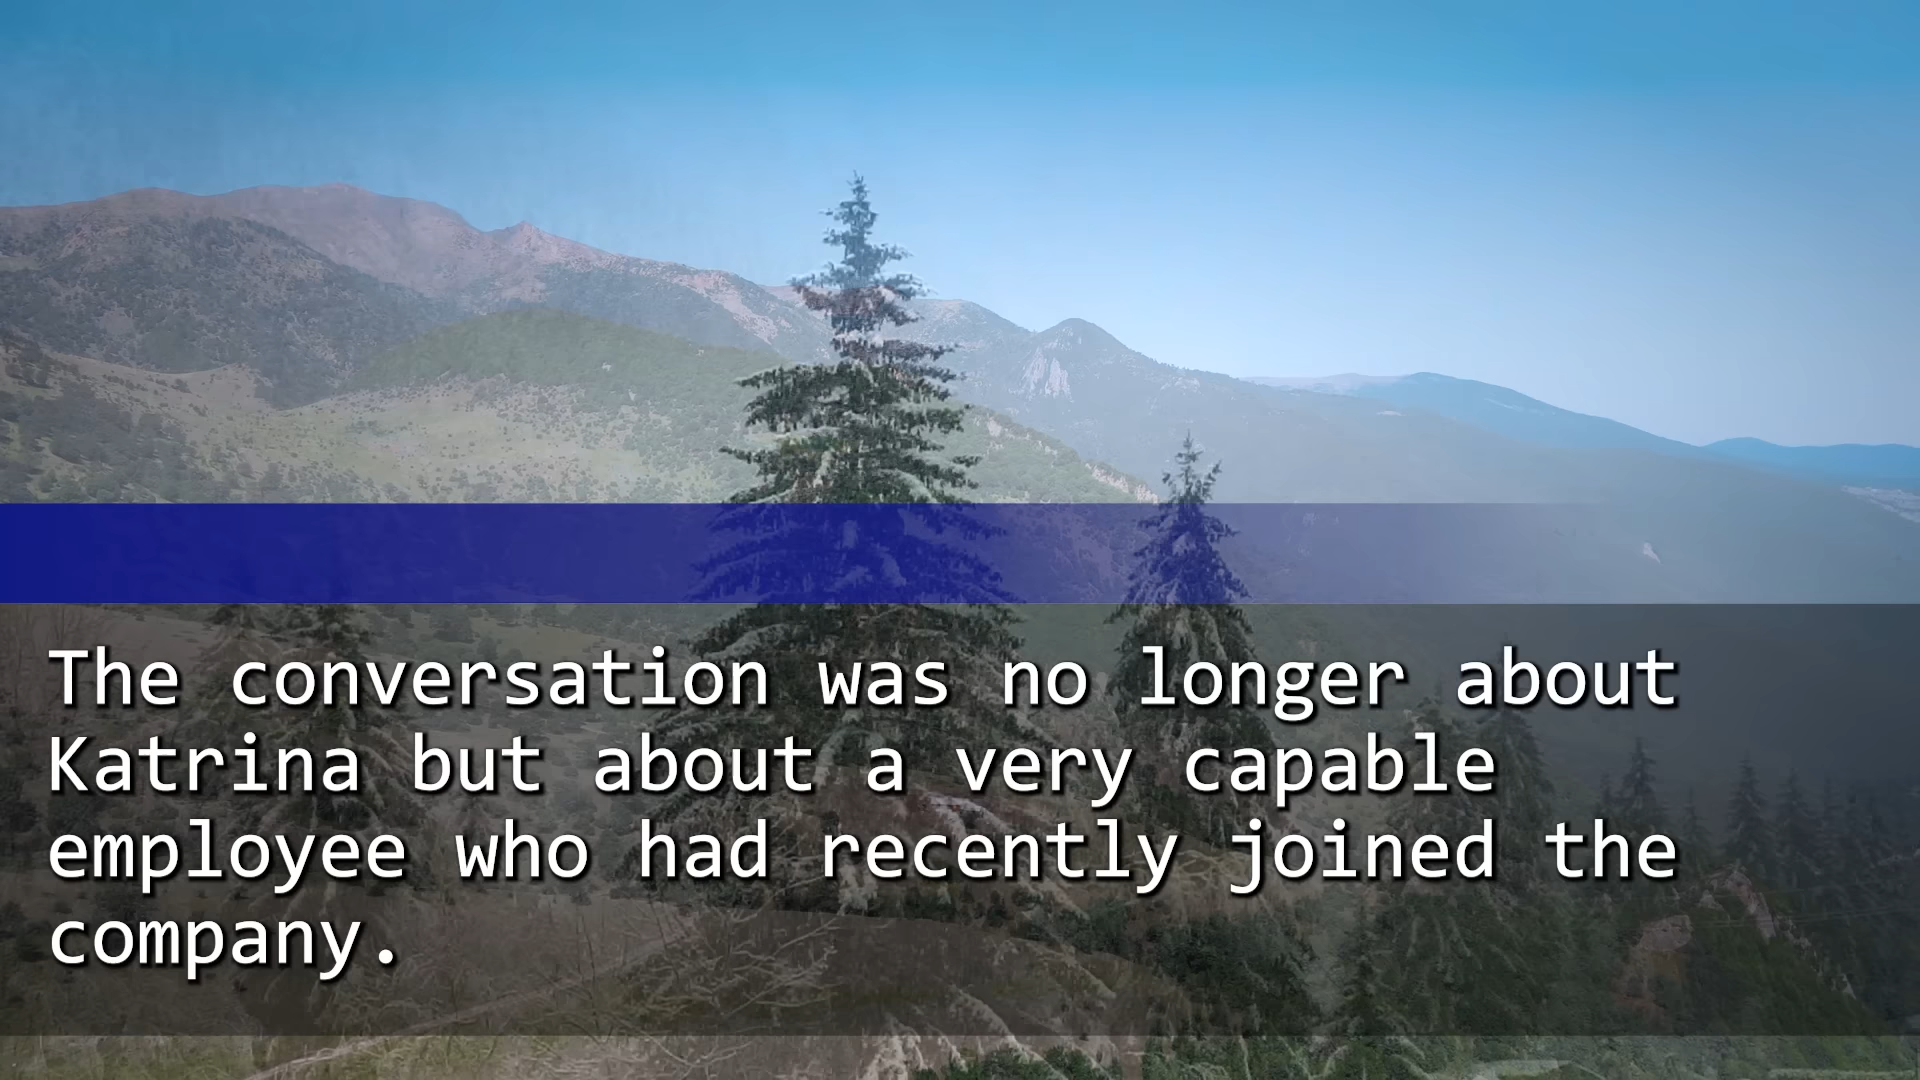 The conversation was no longer about
Katrina but about a very capable
employee who had recently joined the
company.